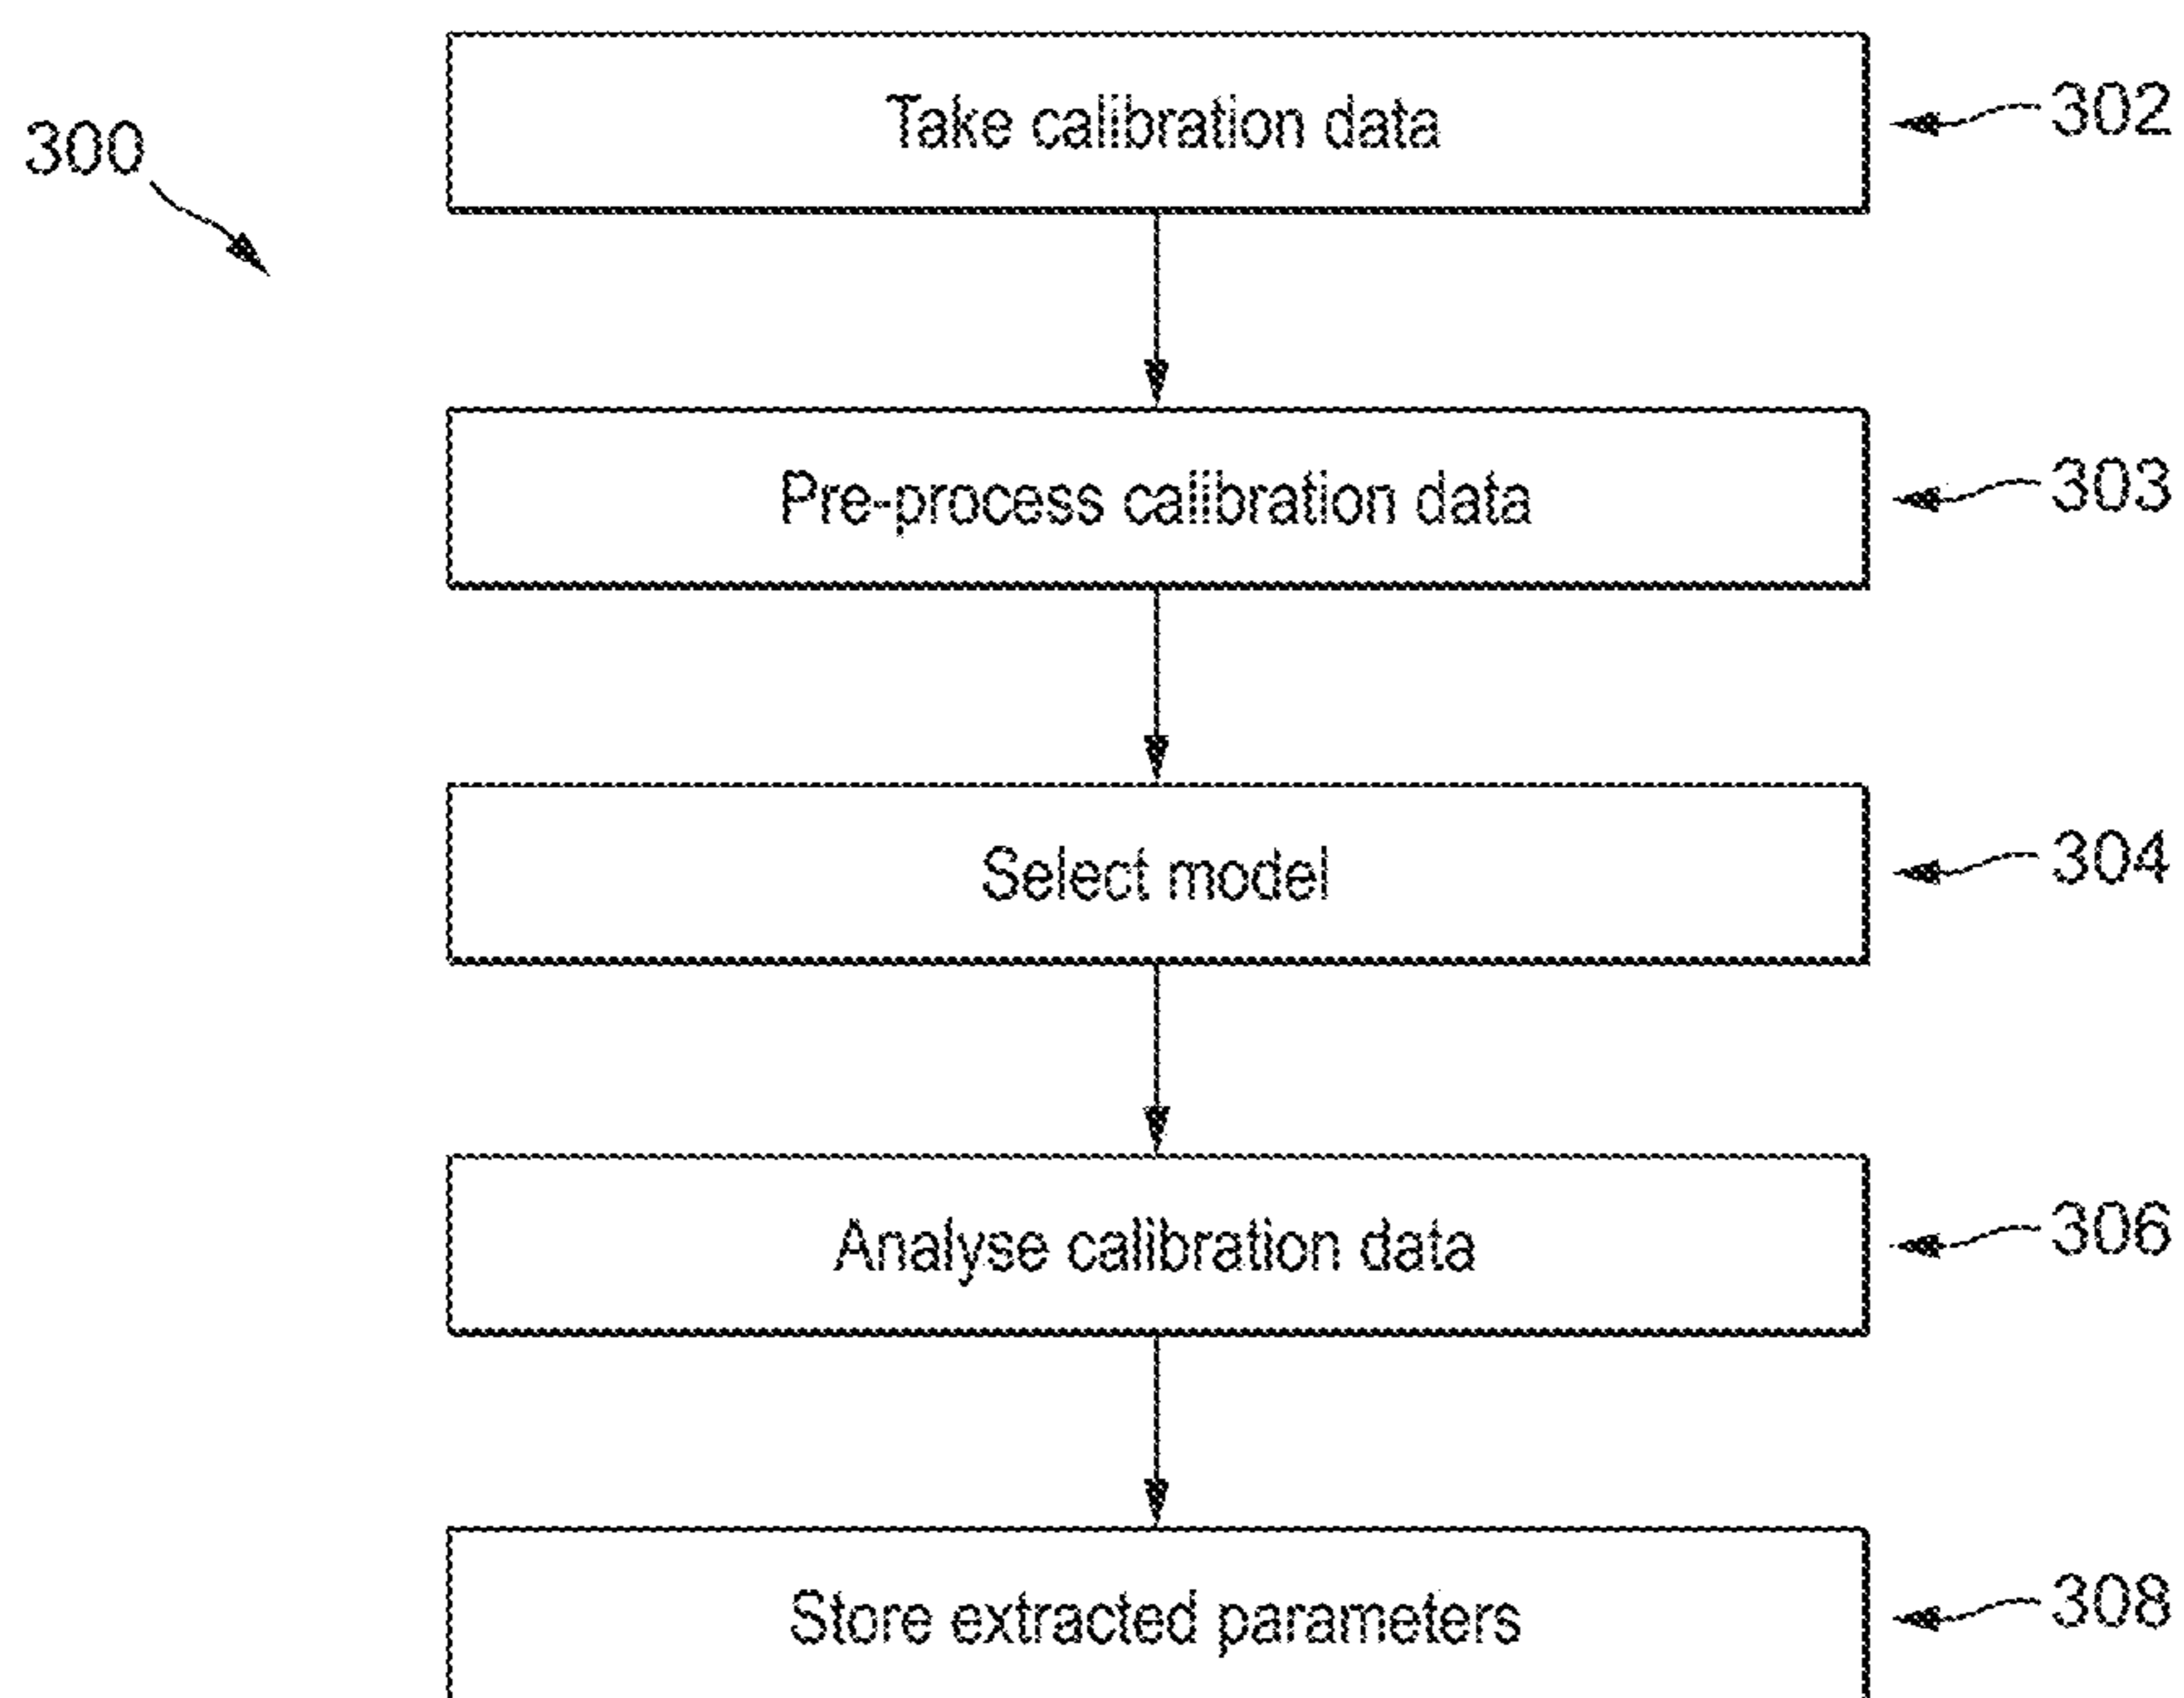 300
Take calibration data
302
Pre-process calibration data
303
Select model
304
Analyse calibration data
306
Store extracted parameters
308